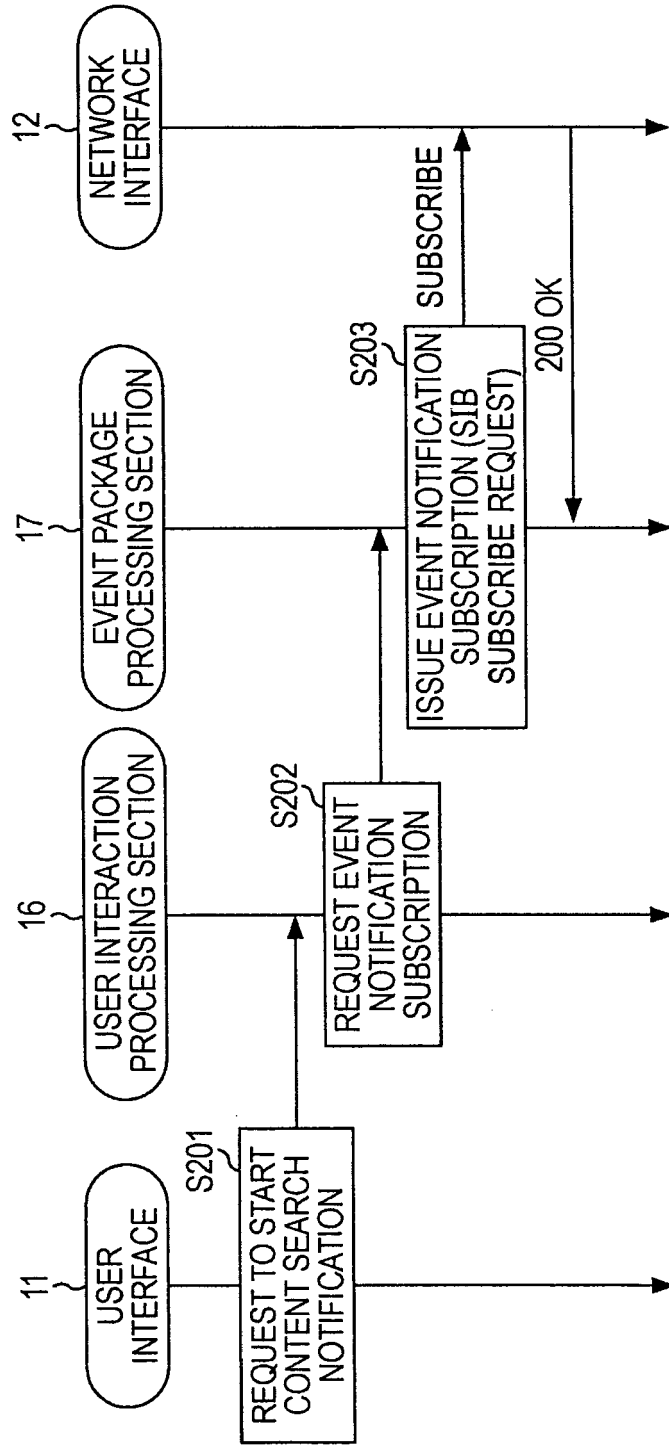 11
USER
INTERFACE
16
USER INTERACTION
PROCESSING SECTION
17
EVENT PACKAGE
PROCESSING SECTION
12
NETWORK
INTERFACE
S201
REQUEST TO START
CONTENT SEARCH
NOTIFICATION
S202
REQUEST EVENT
NOTIFICATION
SUBSCRIPTION
S203
ISSUE EVENT NOTIFICATION
SUBSCRIPTION (SIB
SUBSCRIBE REQUEST)
SUBSCRIBE
200 OK